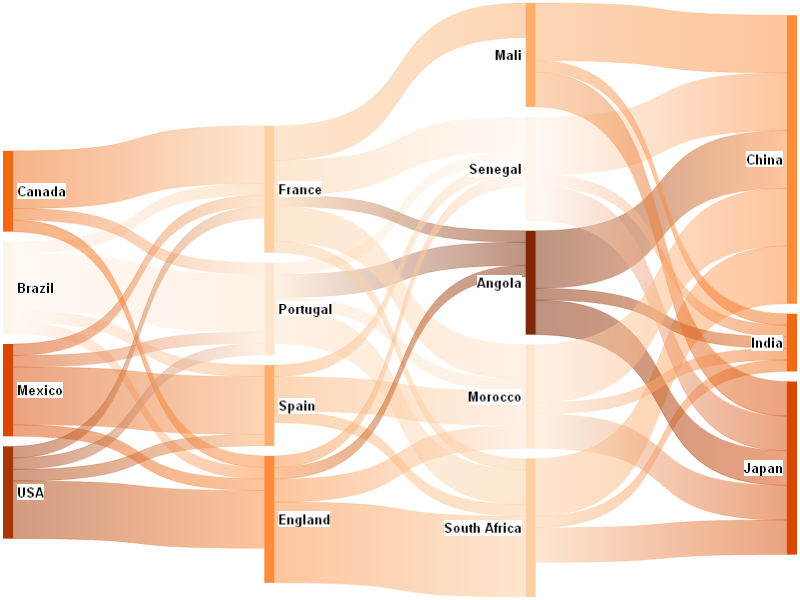 Canada
Brazil
Mexico
USA
France
Portugal
Spain
England
Mali
Senegal
Angola
Morocco
South Africa
China
India
Japan